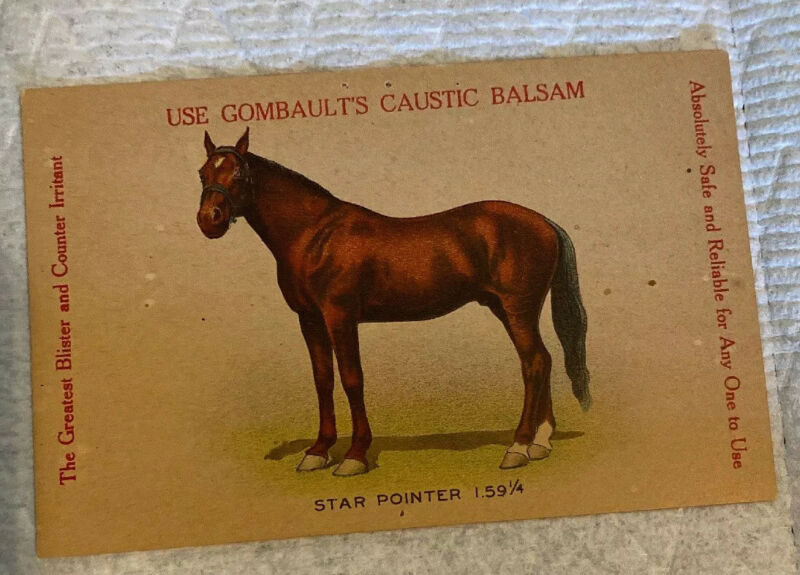 USE GOMBAULT'S CAUSTIC BALSAM
The Greatest Blister and Counter Irritant
Absolutely Safe and Reliable for Any One to Use
STAR POINTER 1.59¼